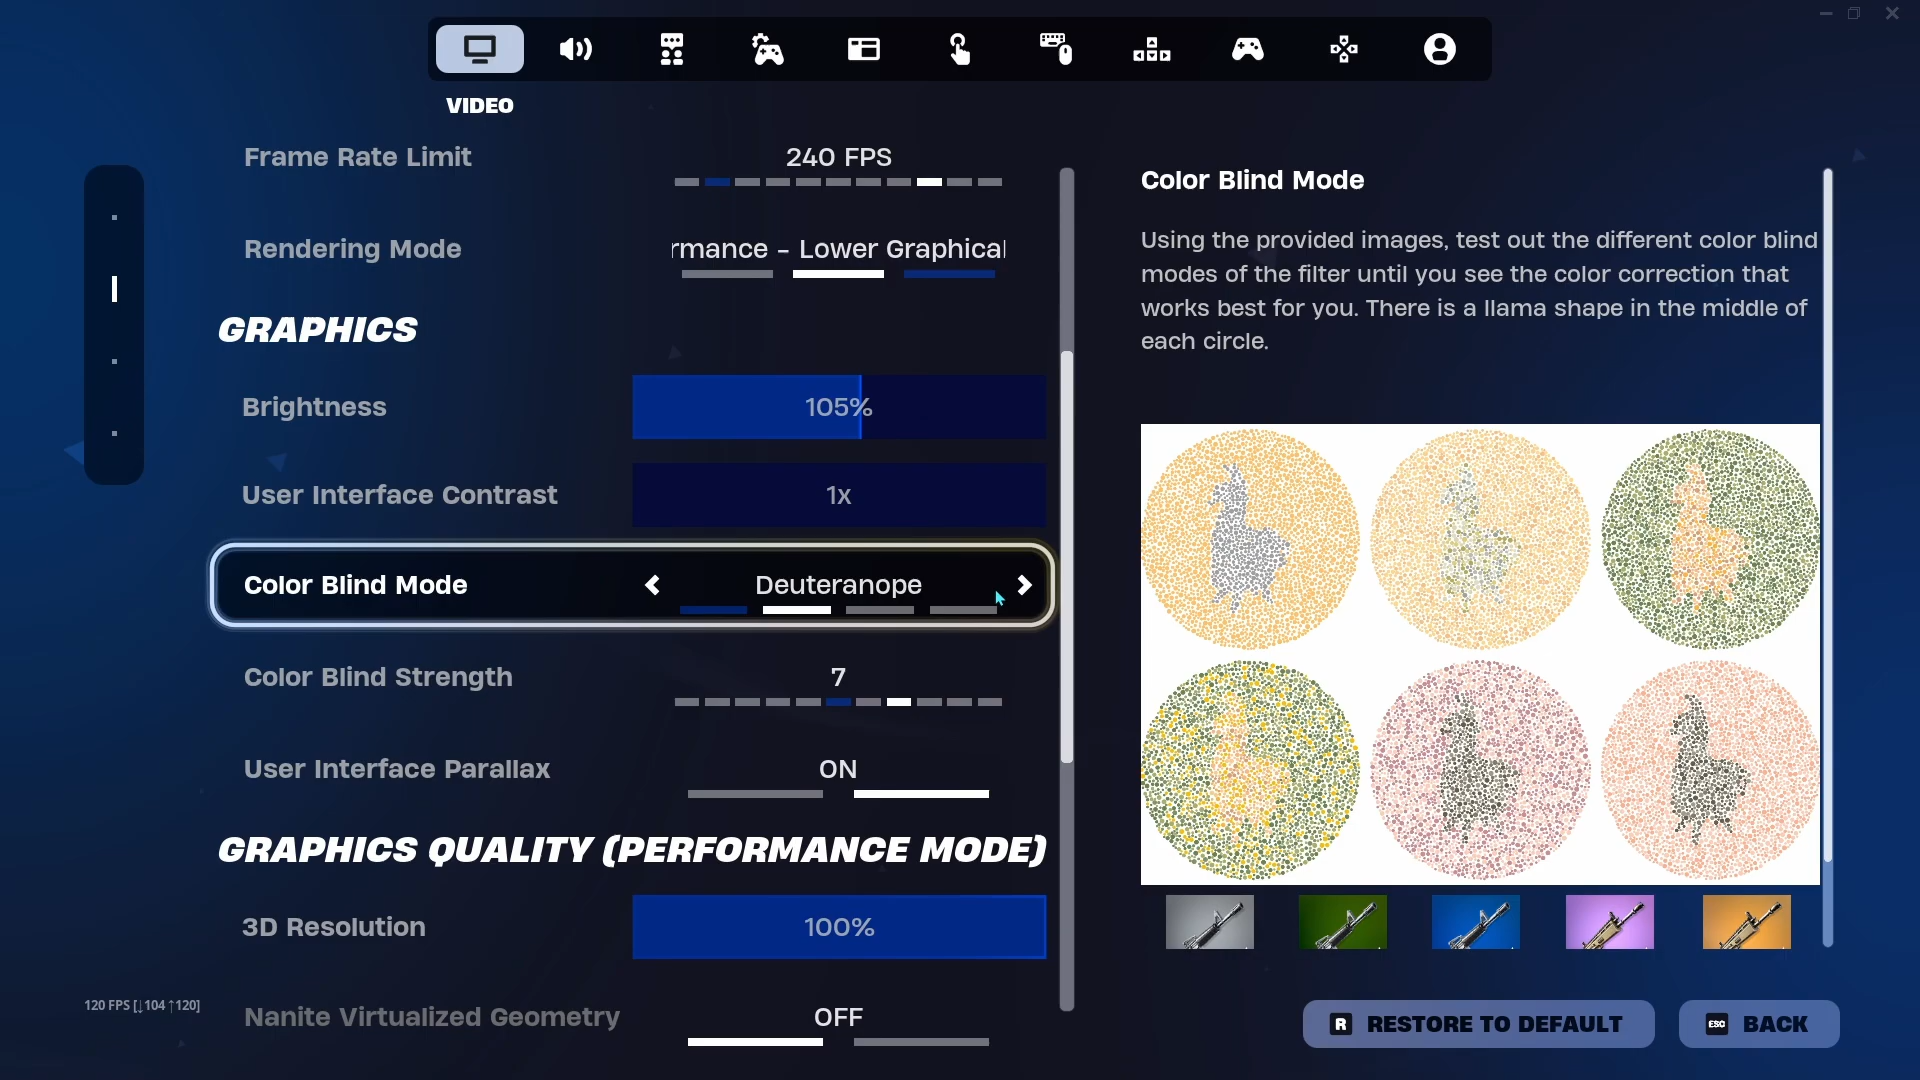 VIDEO
Frame Rate Limit
240 FPS
Rendering Mode
rmance - Lower Graphical
GRAPHICS
Brightness
105%
User Interface Contrast
1x
Color Blind Mode
Deuteranope
Color Blind Strength
7
User Interface Parallax
ON
GRAPHICS QUALITY (PERFORMANCE MODE)
3D Resolution
100%
Nanite Virtualized Geometry
OFF
120 FPS [↓104 ↑120]
Color Blind Mode
Using the provided images, test out the different color blind
modes of the filter until you see the color correction that
works best for you. There is a llama shape in the middle of
each circle.
R RESTORE TO DEFAULT
ESC BACK